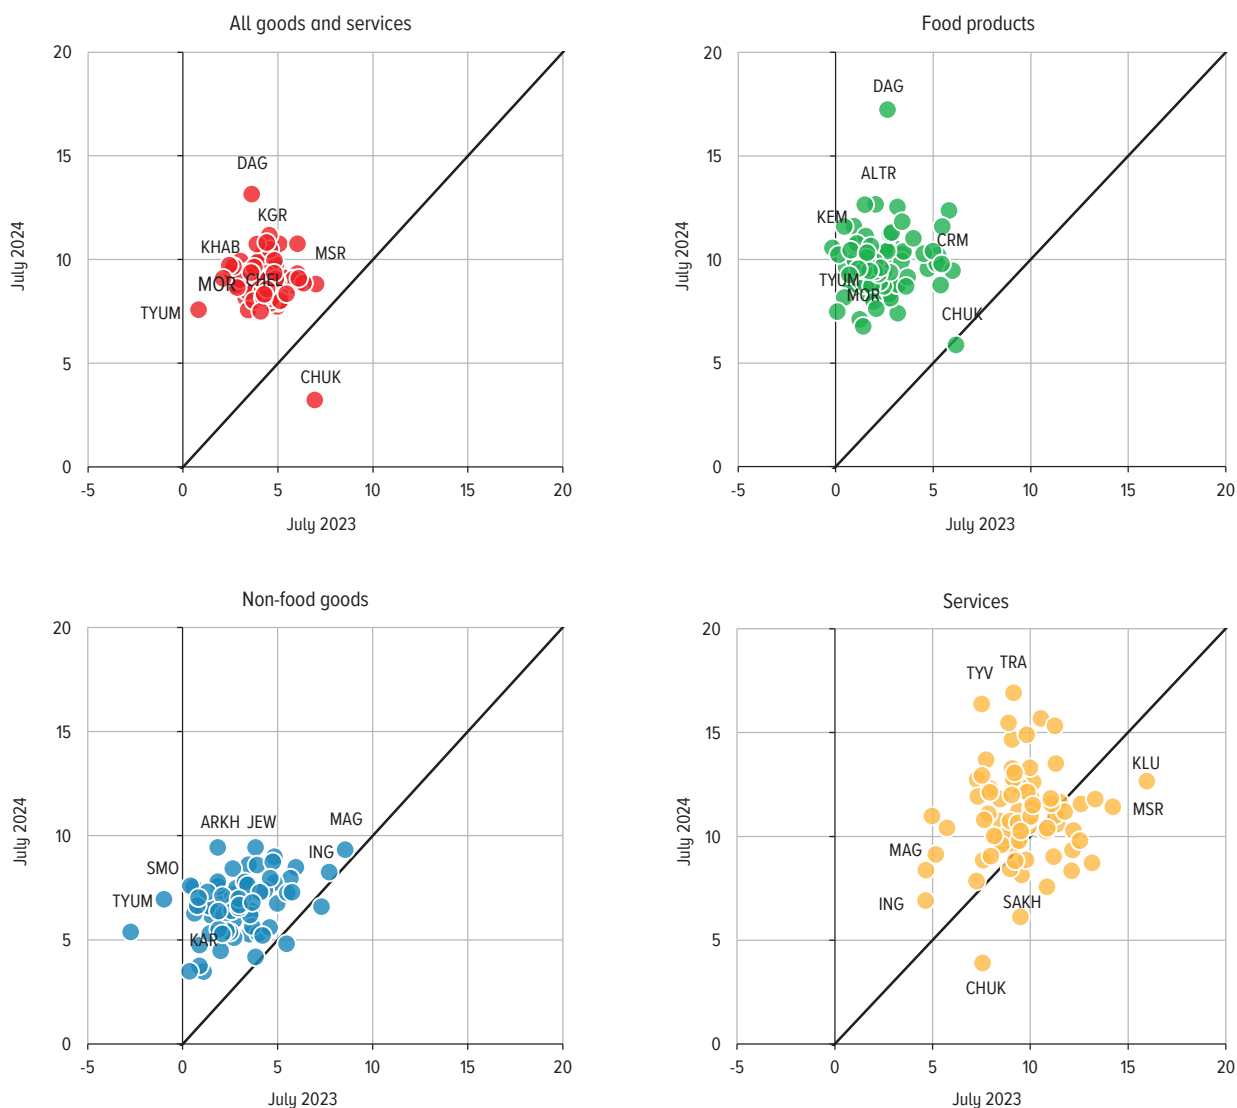 All goods and services
20
15
10
5
0
-5
0
5
10
15
20
July 2024
July 2023
DAG
KGR
KHAB
MSR
MOR
CHEL
TYUM
CHUK
Food products
20
15
10
5
0
-5
0
5
10
15
20
July 2024
July 2023
DAG
ALTR
KEM
CRM
TYUM
MOR
CHUK
Non-food goods
20
15
10
5
0
-5
0
5
10
15
20
July 2024
July 2023
MAG
ARKH
JEW
ING
SMO
TYUM
KAR
Services
20
15
10
5
0
-5
0
5
10
15
20
July 2024
July 2023
TRA
TYV
KLU
MSR
MAG
ING
SAKH
CHUK